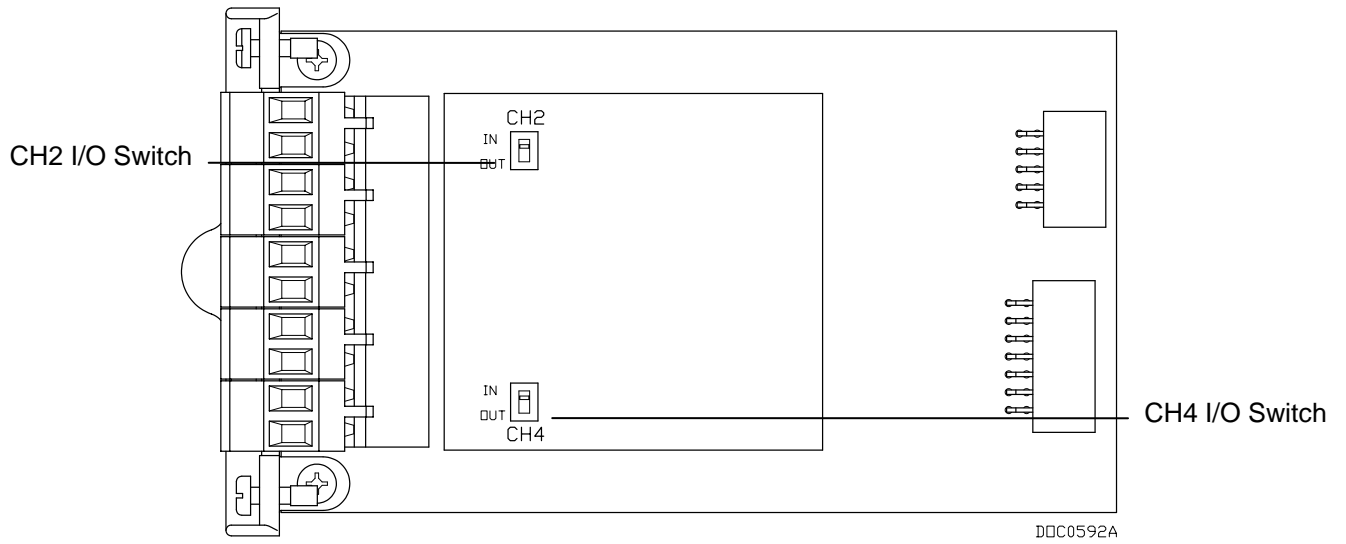 CH2
IN
CH2 I/O Switch
OUT
IN
OUT
CH4 I/O Switch
CH4
DOC0592A